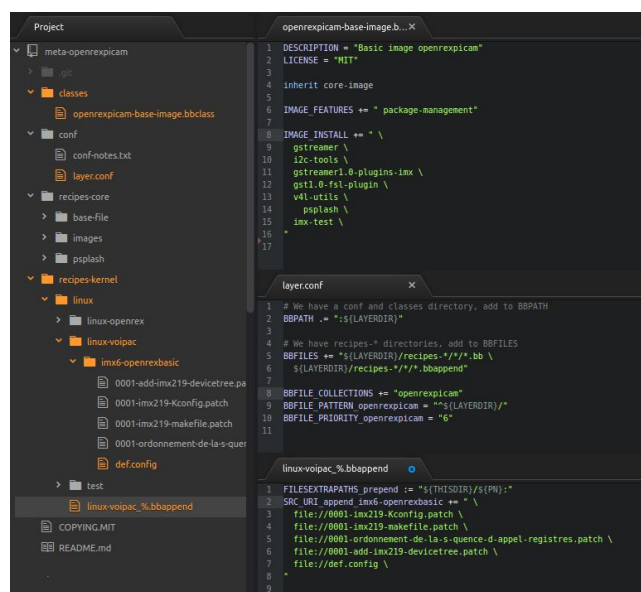 Project
meta-openrexpicam
.git
classes
openrexpicam-base-image.bbclass
conf
conf-notes.txt
layer.conf
recipes-core
base-file
images
psplash
recipes-kernel
linux
linux-openrex
linux-voipac
imx6-openrexbasic
0001-add-imx219-devicetree.pa
0001-imx219-Kconfig.patch
0001-imx219-makefile.patch
0001-ordonnement-de-la-s-quer
def.config
test
linux-voipac_%.bbappend
COPYING.MIT
README.md
openrexpicam-base-image.b...
1 DESCRIPTION = "Basic image openrexpicam"
2 LICENSE = "MIT"
3
4 inherit core-image
5
6 IMAGE_FEATURES += " package-management"
7
8 IMAGE_INSTALL += " \
9 gstreamer \
10 i2c-tools \
11 gstreamer1.0-plugins-imx \
12 gst1.0-fsl-plugin \
13 v4l-utils \
14 psplash \
15 imx-test \
16 "
17
layer.conf
1 # We have a conf and classes directory, add to BBPATH
2 BBPATH .= ":${LAYERDIR}"
3
4 # We have recipes-* directories, add to BBFILES
5 BBFILES += "${LAYERDIR}/recipes-*/*/*.bb \
6 ${LAYERDIR}/recipes-*/*/*.bbappend"
7
8 BBFILE_COLLECTIONS += "openrexpicam"
9 BBFILE_PATTERN_openrexpicam = "^${LAYERDIR}/"
10 BBFILE_PRIORITY_openrexpicam = "6"
11
linux-voipac_%.bbappend
1 FILESEXTRAPATHS_prepend := "${THISDIR}/${PN}:"
2 SRC_URI_append_imx6-openrexbasic += " \
3 file://0001-imx219-Kconfig.patch \
4 file://0001-imx219-makefile.patch \
5 file://0001-ordonnement-de-la-s-quence-d-appel-registres.patch \
6 file://0001-add-imx219-devicetree.patch \
7 file://def.config \
8 "
9